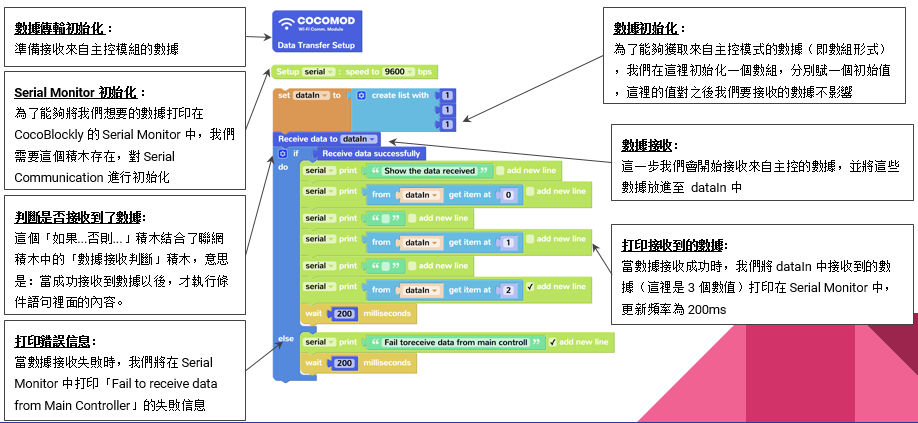 數據傳輸初始化：
準備接收來自主控模組的數據
Serial Monitor 初始化：
為了能夠將我們想要的數據打印在
CocoBlockly 的 Serial Monitor 中，我們
需要這個積木存在，對 Serial
Communication 進行初始化
判斷是否接收到了數據：
這個「如果...否則...」積木結合了聯網
積木中的「數據接收判斷」積木，意思
是：當成功接收到數據以後，才執行條
件語句裡面的內容。
打印錯誤信息：
當數據接收失敗時，我們將在 Serial
Monitor 中打印「Fail to receive data
from Main Controller」的失敗信息
COCOMOD
Wi-Fi Comm. Module
Data Transfer Setup
Setup serial : speed to 9600 bps
set dataIn to create list with 1
1
1
Receive data to dataIn
if Receive data successfully
do serial print “ Show the data received ” add new line
serial print from dataIn get item at 0 add new line
serial print “ ” add new line
serial print from dataIn get item at 1 add new line
serial print “ ” add new line
serial print from dataIn get item at 2 add new line
wait 200 milliseconds
else serial print “ Fail toreceive data from main controll ” add new line
wait 200 milliseconds
數據初始化：
為了能夠獲取來自主控模式的數據（即數組形式）
，我們在這裡初始化一個數組，分別賦一個初始值
，這裡的值對之後我們要接收的數據不影響
數據接收：
這一步我們會開始接收來自主控的數據，並將這些
數據放進至 dataIn 中
打印接收到的數據：
當數據接收成功時，我們將 dataIn 中接收到的數
據（這裡是 3 個數值）打印在 Serial Monitor 中，
更新頻率為 200ms